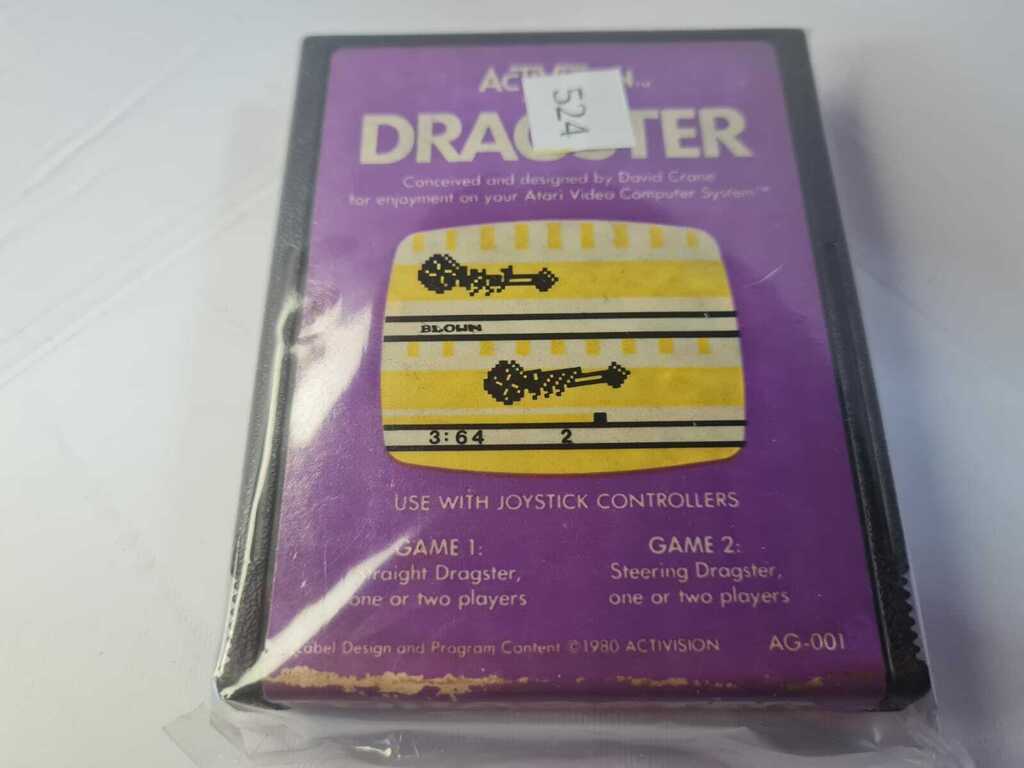 524
DRAGSTER
Conceived and designed by David Crane
for enjoyment on your Atari Video Computer System™
BLOWN
3:64 2
USE WITH JOYSTICK CONTROLLERS
GAME 1:
Straight Dragster,
one or two players
GAME 2:
Steering Dragster,
one or two players
Label Design and Program Content ©1980 ACTIVISION AG-001